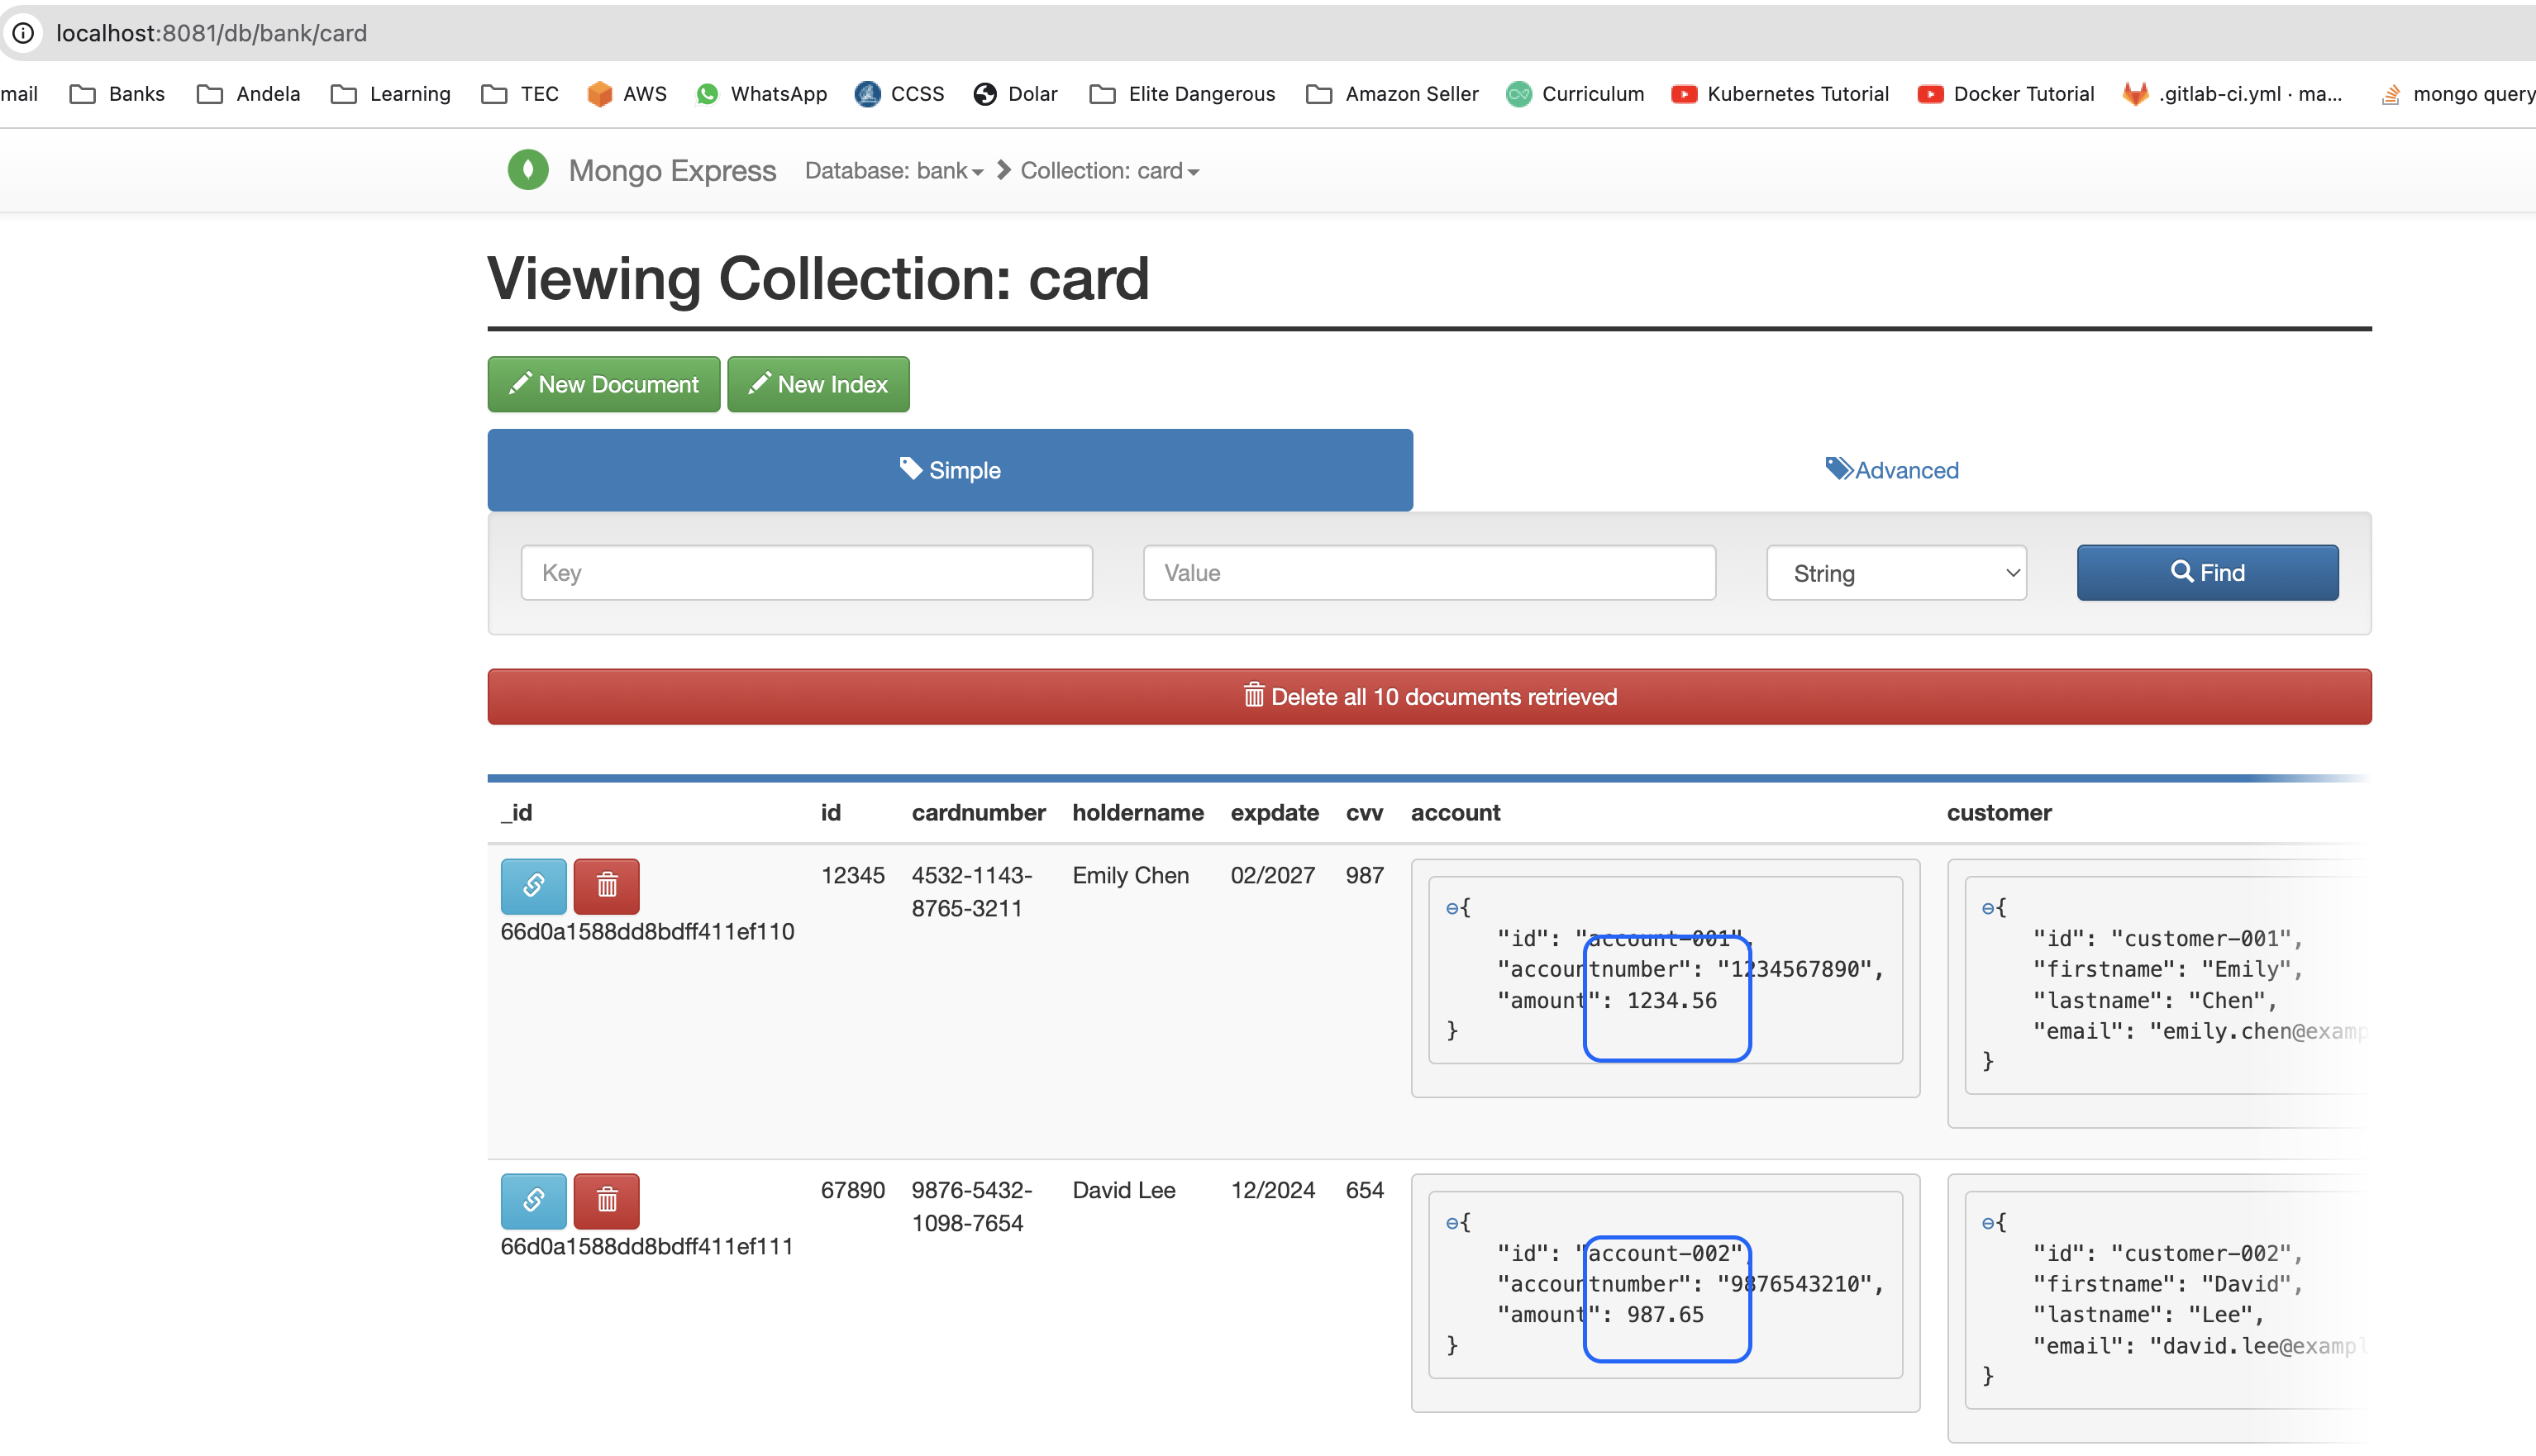 localhost:8081/db/bank/card
mail Banks Andela Learning TEC AWS WhatsApp CCSS Dolar Elite Dangerous Amazon Seller Curriculum Kubernetes Tutorial Docker Tutorial .gitlab-ci.yml · ma... mongo query
Mongo Express Database: bank Collection: card
Viewing Collection: card
New Document New Index
Simple Advanced
Key Value String Find
Delete all 10 documents retrieved
_id id cardnumber holdername expdate cvv account customer
66d0a1588dd8bdff411ef110
12345
4532-1143-
8765-3211
Emily Chen
02/2027
987
{
"id": "account-001",
"accountnumber": "1234567890",
"amount": 1234.56
}
{
"id": "customer-001",
"firstname": "Emily",
"lastname": "Chen",
"email": "emily.chen@examp
}
66d0a1588dd8bdff411ef111
67890
9876-5432-
1098-7654
David Lee
12/2024
654
{
"id": "account-002",
"accountnumber": "9876543210",
"amount": 987.65
}
{
"id": "customer-002",
"firstname": "David",
"lastname": "Lee",
"email": "david.lee@exampl
}